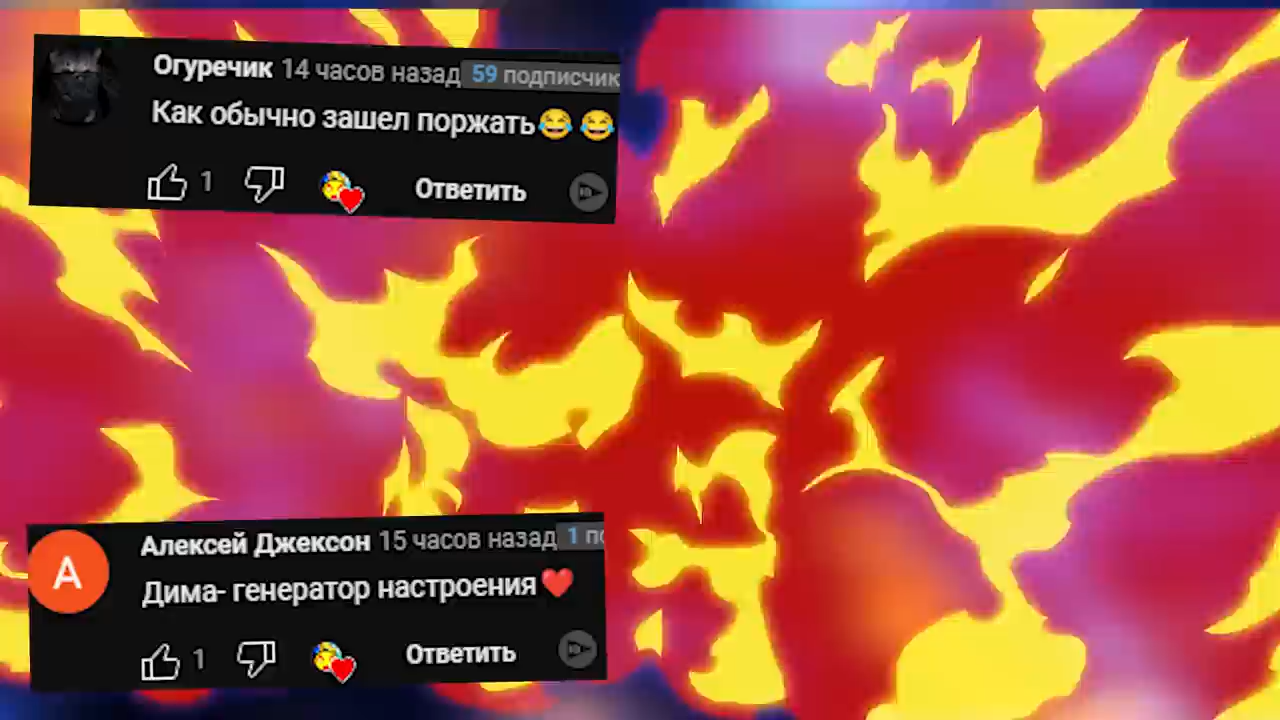 Огуречик 14 часов назад 59 подписчик
Как обычно зашел поржать😂 😂
1 Ответить
А
Алексей Джексон 15 часов назад 1 по
Дима- генератор настроения❤️
1 Ответить